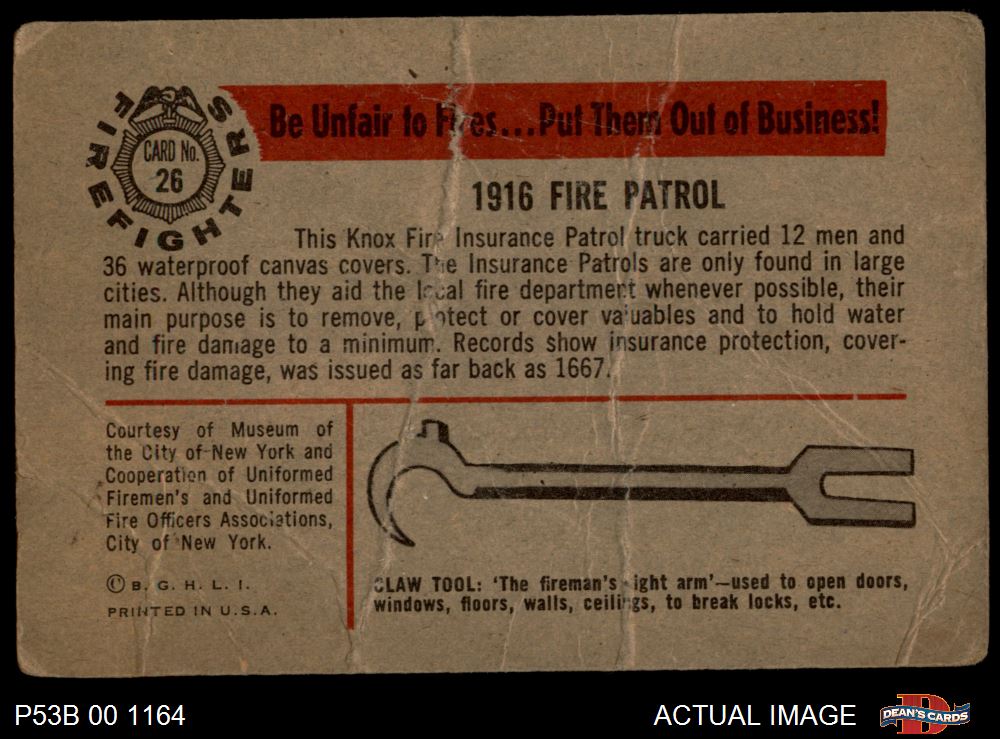 FIREFIGHTERS
CARD No.
26
Be Unfair to Fires...Put Them Out of Business!
1916 FIRE PATROL
This Knox Fire Insurance Patrol truck carried 12 men and
36 waterproof canvas covers. The Insurance Patrols are only found in large
cities. Although they aid the local fire department whenever possible, their
main purpose is to remove, protect or cover valuables and to hold water
and fire damage to a minimum. Records show insurance protection, cover-
ing fire damage, was issued as far back as 1667.
Courtesy of Museum of
the City of New York and
Cooperation of Uniformed
Firemen's and Uniformed
Fire Officers Associations,
City of New York.
© B. G. H. L. I.
PRINTED IN U.S.A.
CLAW TOOL: 'The fireman's right arm'—used to open doors,
windows, floors, walls, ceilings, to break locks, etc.
P53B 00 1164
ACTUAL IMAGE
DEAN'S CARDS